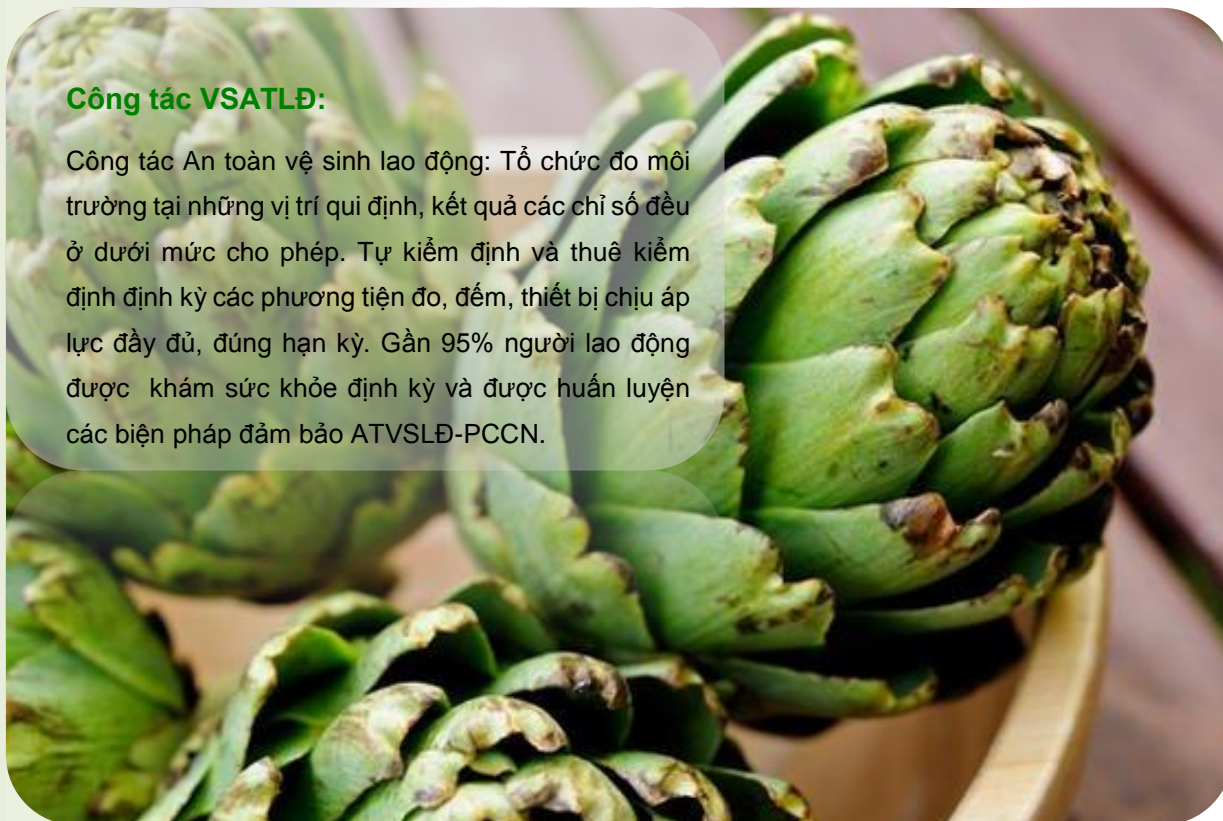 Công tác VSATLĐ:
Công tác An toàn vệ sinh lao động: Tổ chức đo môi
trường tại những vị trí qui định, kết quả các chỉ số đều
ở dưới mức cho phép. Tự kiểm định và thuê kiểm
định định kỳ các phương tiện đo, đếm, thiết bị chịu áp
lực đầy đủ, đúng hạn kỳ. Gần 95% người lao động
được khám sức khỏe định kỳ và được huấn luyện
các biện pháp đảm bảo ATVSLĐ-PCCN.